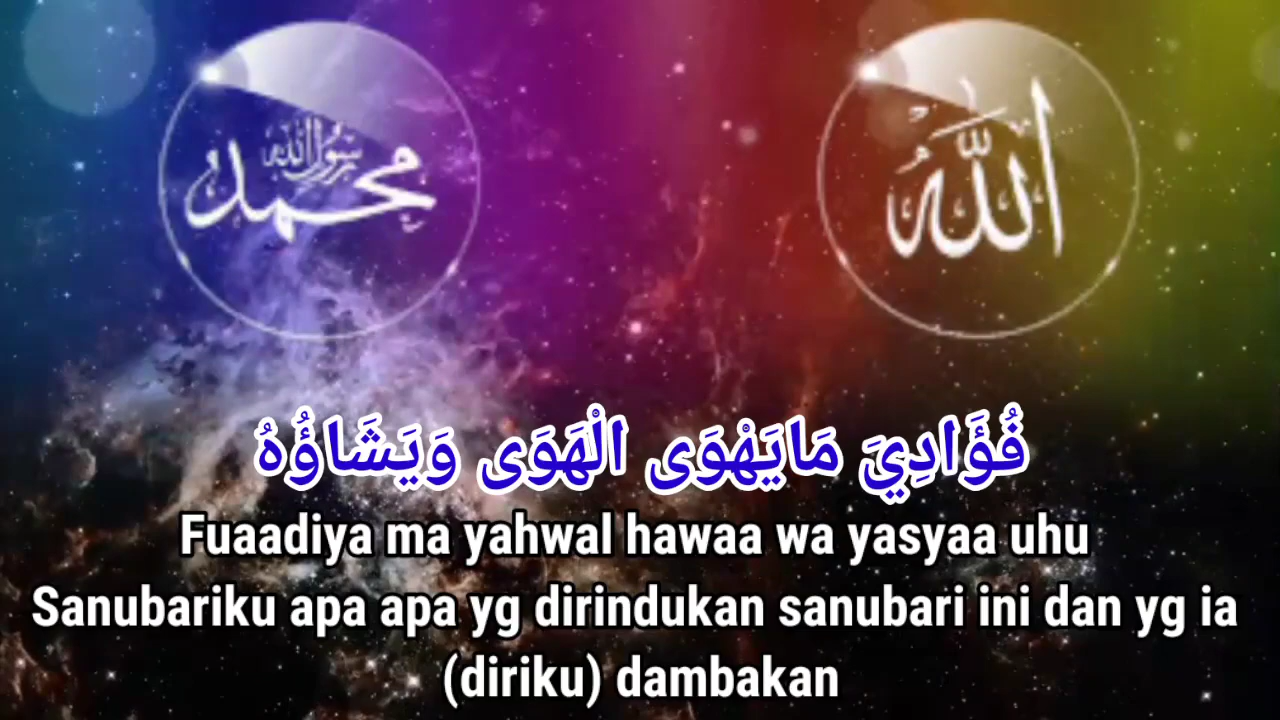 محمد رسول الله
الله
فُؤَادِيَ مَايَهْوَى الْهَوَى وَيَشَاؤُهُ
Fuaadiya ma yahwal hawaa wa yasyaa uhu
Sanubariku apa apa yg dirindukan sanubari ini dan yg ia
(diriku) dambakan